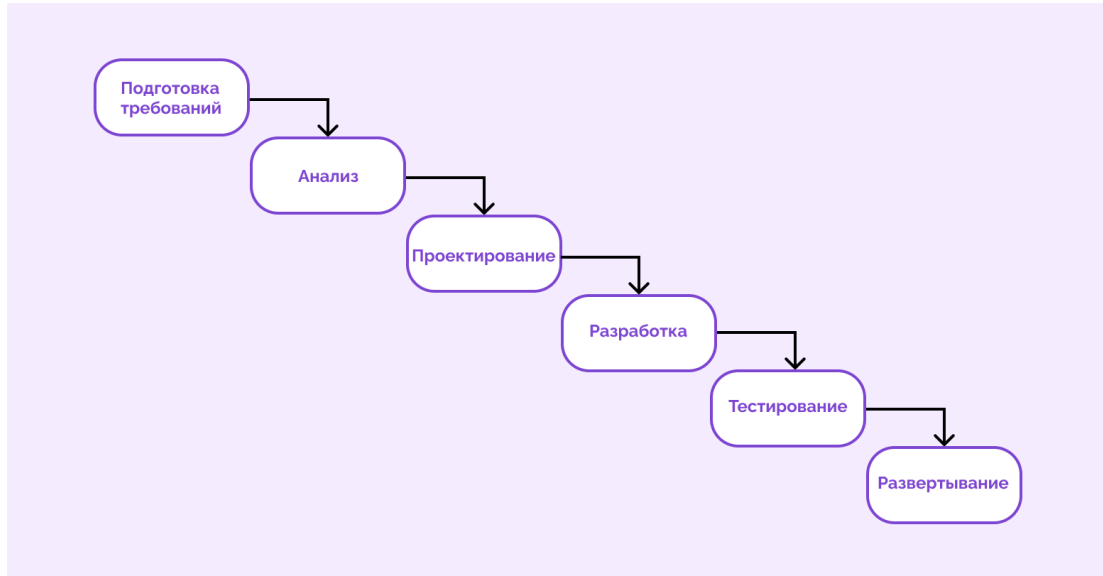 Подготовка
требований
Анализ
Проектирование
Разработка
Тестирование
Развертывание